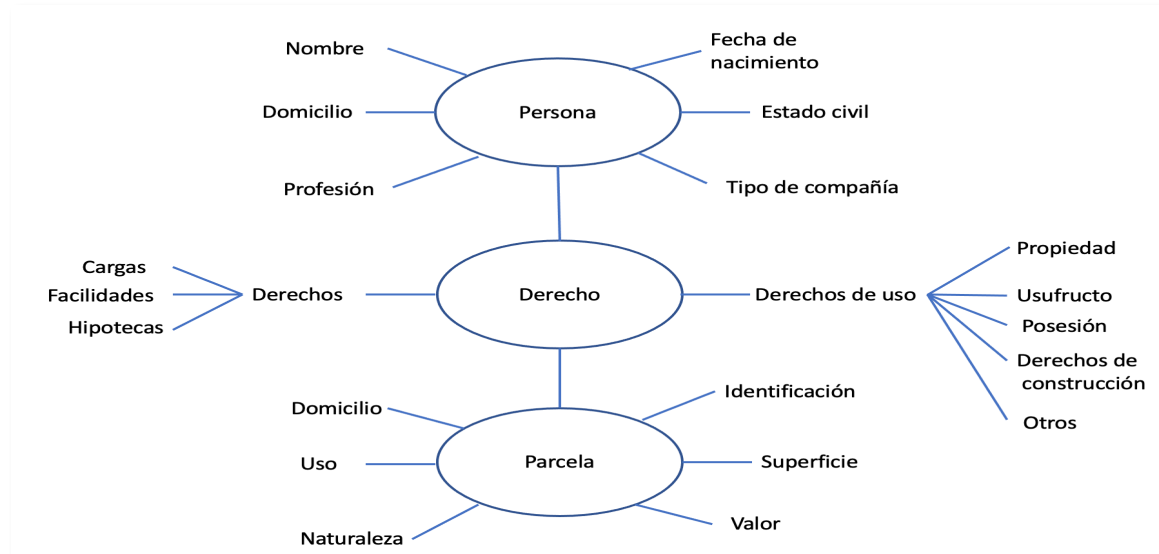 Nombre
Fecha de
nacimiento
Domicilio
Persona
Estado civil
Profesión
Tipo de compañía
Cargas
Facilidades
Hipotecas
Derechos
Derecho
Derechos de uso
Propiedad
Usufructo
Posesión
Derechos de
construcción
Otros
Domicilio
Identificación
Uso
Parcela
Superficie
Naturaleza
Valor